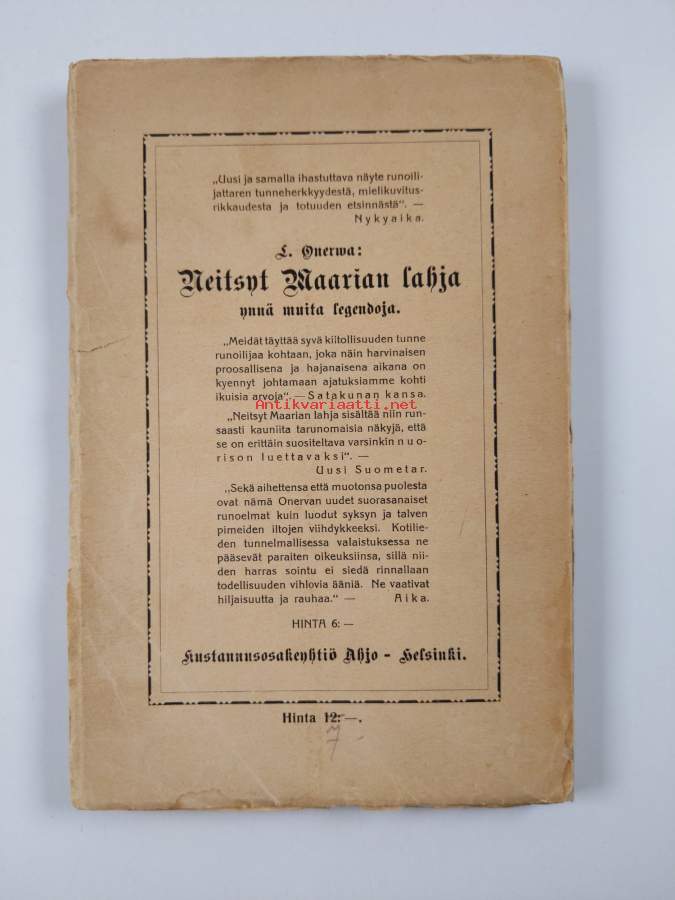 „Uusi ja samalla ihastuttava näyte runoili-
jattaren tunneherkkyydestä, mielikuvitus-
rikkaudesta ja totuuden etsinnästä“. —
Nykyaika.
L. Onerwa:
Neitsyt Maarian lahja
ynnä muita legendoja.
„Meidät täyttää syvä kiitollisuuden tunne
runoilijaa kohtaan, joka näin harvinaisen
proosallisena ja hajanaisena aikana on
kyennyt johtamaan ajatuksiamme kohti
ikuisia arvoja“. — Satakunan kansa.
Antikvariaatti.net
„Neitsyt Maarian lahja sisältää niin run-
saasti kauniita tarunomaisia näkyjä, että
se on erittäin suositeltava varsinkin nuo-
rison luettavaksi“. —
Uusi Suometar.
„Sekä aihettensa että muotonsa puolesta
ovat nämä Onervan uudet suorasanaiset
runoelmat kuin luodut syksyn ja talven
pimeiden iltojen viihdykkeeksi. Kotilie-
den tunnelmallisessa valaistuksessa ne
pääsevät paraiten oikeuksiinsa, sillä nii-
den harras sointu ei siedä rinnallaan
todellisuuden vihlovia ääniä. Ne vaativat
hiljaisuutta ja rauhaa.“ — Aika.
HINTA 6: —
Kustannusosakeyhtiö Ahjo - Helsinki.
Hinta 12:—.
7